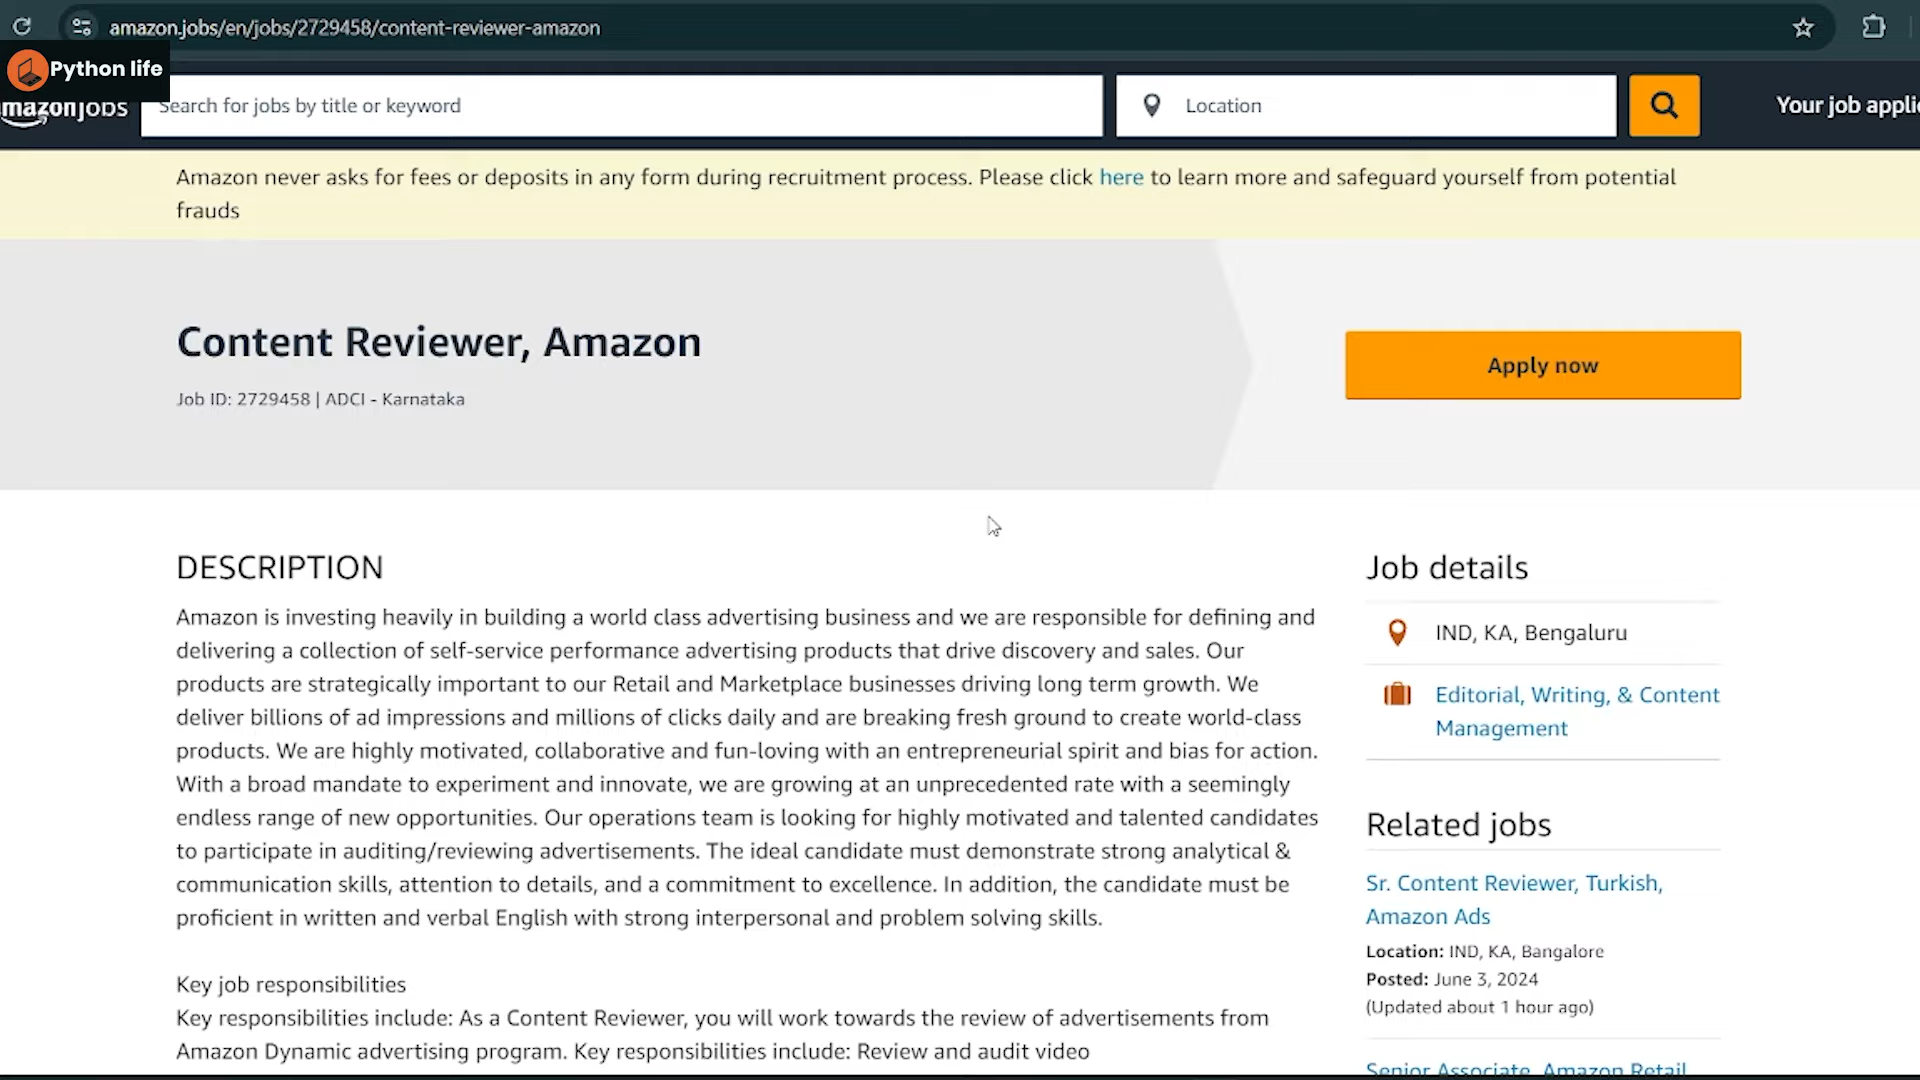 amazon.jobs/en/jobs/2729458/content-reviewer-amazon
Python life
amazon jobs
Search for jobs by title or keyword
Location
Your job applic
Amazon never asks for fees or deposits in any form during recruitment process. Please click here to learn more and safeguard yourself from potential
frauds
Content Reviewer, Amazon
Job ID: 2729458 | ADCI - Karnataka
Apply now
DESCRIPTION
Amazon is investing heavily in building a world class advertising business and we are responsible for defining and
delivering a collection of self-service performance advertising products that drive discovery and sales. Our
products are strategically important to our Retail and Marketplace businesses driving long term growth. We
deliver billions of ad impressions and millions of clicks daily and are breaking fresh ground to create world-class
products. We are highly motivated, collaborative and fun-loving with an entrepreneurial spirit and bias for action.
With a broad mandate to experiment and innovate, we are growing at an unprecedented rate with a seemingly
endless range of new opportunities. Our operations team is looking for highly motivated and talented candidates
to participate in auditing/reviewing advertisements. The ideal candidate must demonstrate strong analytical &
communication skills, attention to details, and a commitment to excellence. In addition, the candidate must be
proficient in written and verbal English with strong interpersonal and problem solving skills.
Key job responsibilities
Key responsibilities include: As a Content Reviewer, you will work towards the review of advertisements from
Amazon Dynamic advertising program. Key responsibilities include: Review and audit video
Job details
IND, KA, Bengaluru
Editorial, Writing, & Content
Management
Related jobs
Sr. Content Reviewer, Turkish,
Amazon Ads
Location: IND, KA, Bangalore
Posted: June 3, 2024
(Updated about 1 hour ago)
Senior Associate, Amazon Retail